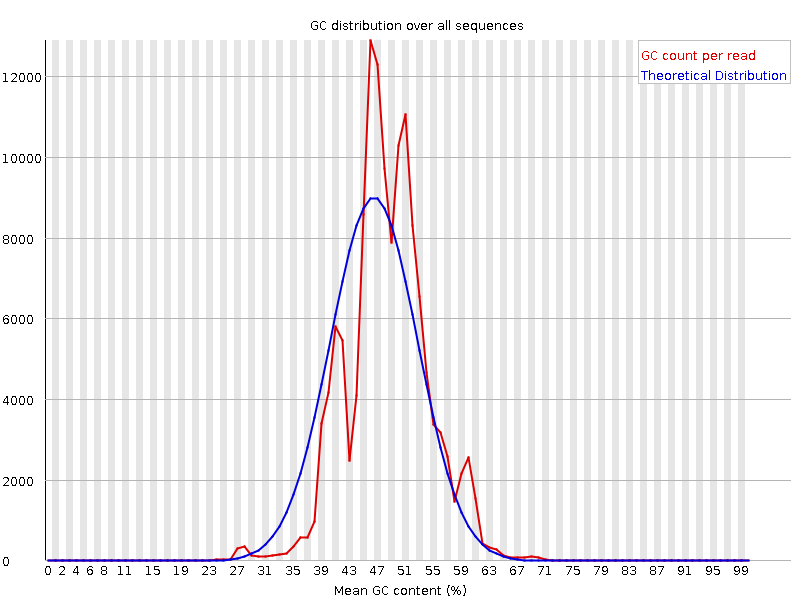 GC distribution over all sequences
GC count per read
Theoretical Distribution
12000
10000
8000
6000
4000
2000
0
0 2 4 6 8 11 15 19 23 27 31 35 39 43 47 51 55 59 63 67 71 75 79 83 87 91 95 99
Mean GC content (%)